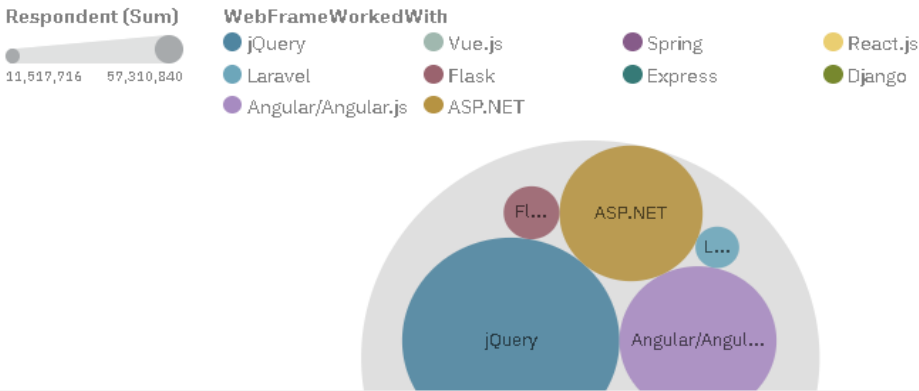 Respondent (Sum)
11,517,716 57,310,840
WebFrameWorkedWith
jQuery Vue.js Spring React.js
Laravel Flask Express Django
Angular/Angular.js ASP.NET
Fl...
ASP.NET
L...
jQuery
Angular/Angul...